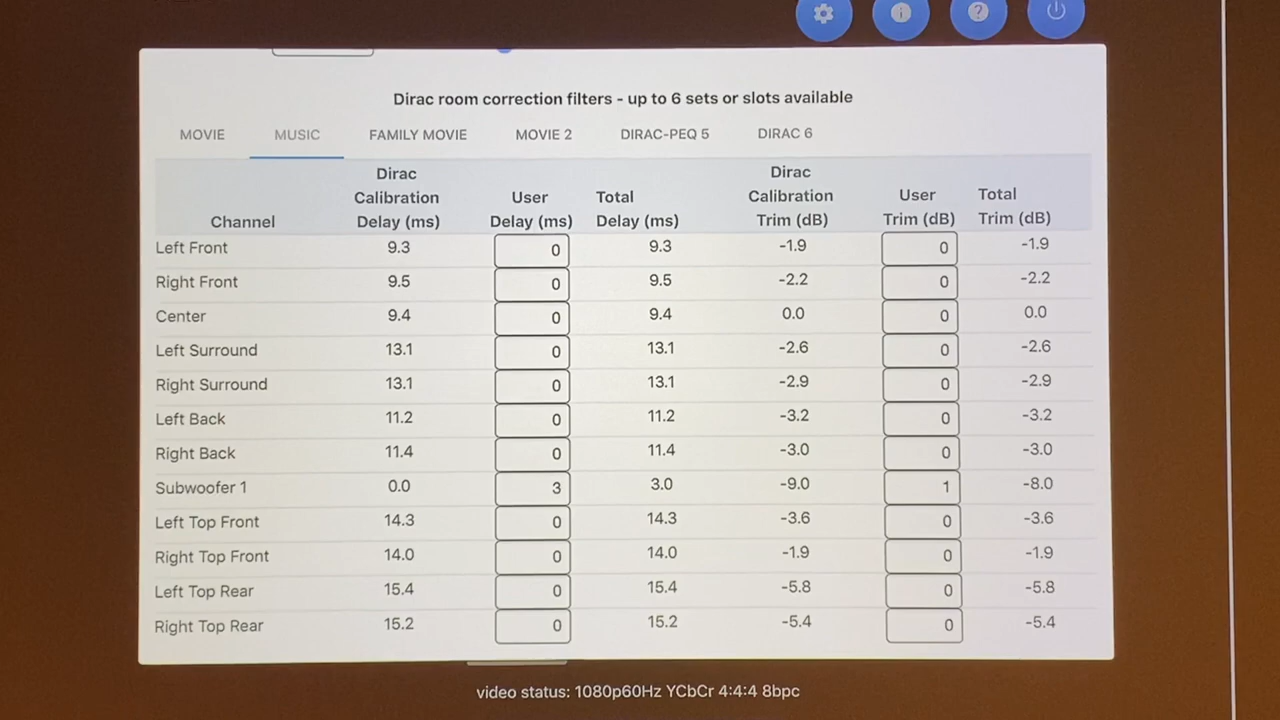 Dirac room correction filters - up to 6 sets or slots available
MOVIE MUSIC FAMILY MOVIE MOVIE 2 DIRAC-PEQ 5 DIRAC 6
Channel Dirac Calibration Delay (ms) User Delay (ms) Total Delay (ms) Dirac Calibration Trim (dB) User Trim (dB) Total Trim (dB)
Left Front 9.3 0 9.3 -1.9 0 -1.9
Right Front 9.5 0 9.5 -2.2 0 -2.2
Center 9.4 0 9.4 0.0 0 0.0
Left Surround 13.1 0 13.1 -2.6 0 -2.6
Right Surround 13.1 0 13.1 -2.9 0 -2.9
Left Back 11.2 0 11.2 -3.2 0 -3.2
Right Back 11.4 0 11.4 -3.0 0 -3.0
Subwoofer 1 0.0 3 3.0 -9.0 1 -8.0
Left Top Front 14.3 0 14.3 -3.6 0 -3.6
Right Top Front 14.0 0 14.0 -1.9 0 -1.9
Left Top Rear 15.4 0 15.4 -5.8 0 -5.8
Right Top Rear 15.2 0 15.2 -5.4 0 -5.4
video status: 1080p60Hz YCbCr 4:4:4 8bpc